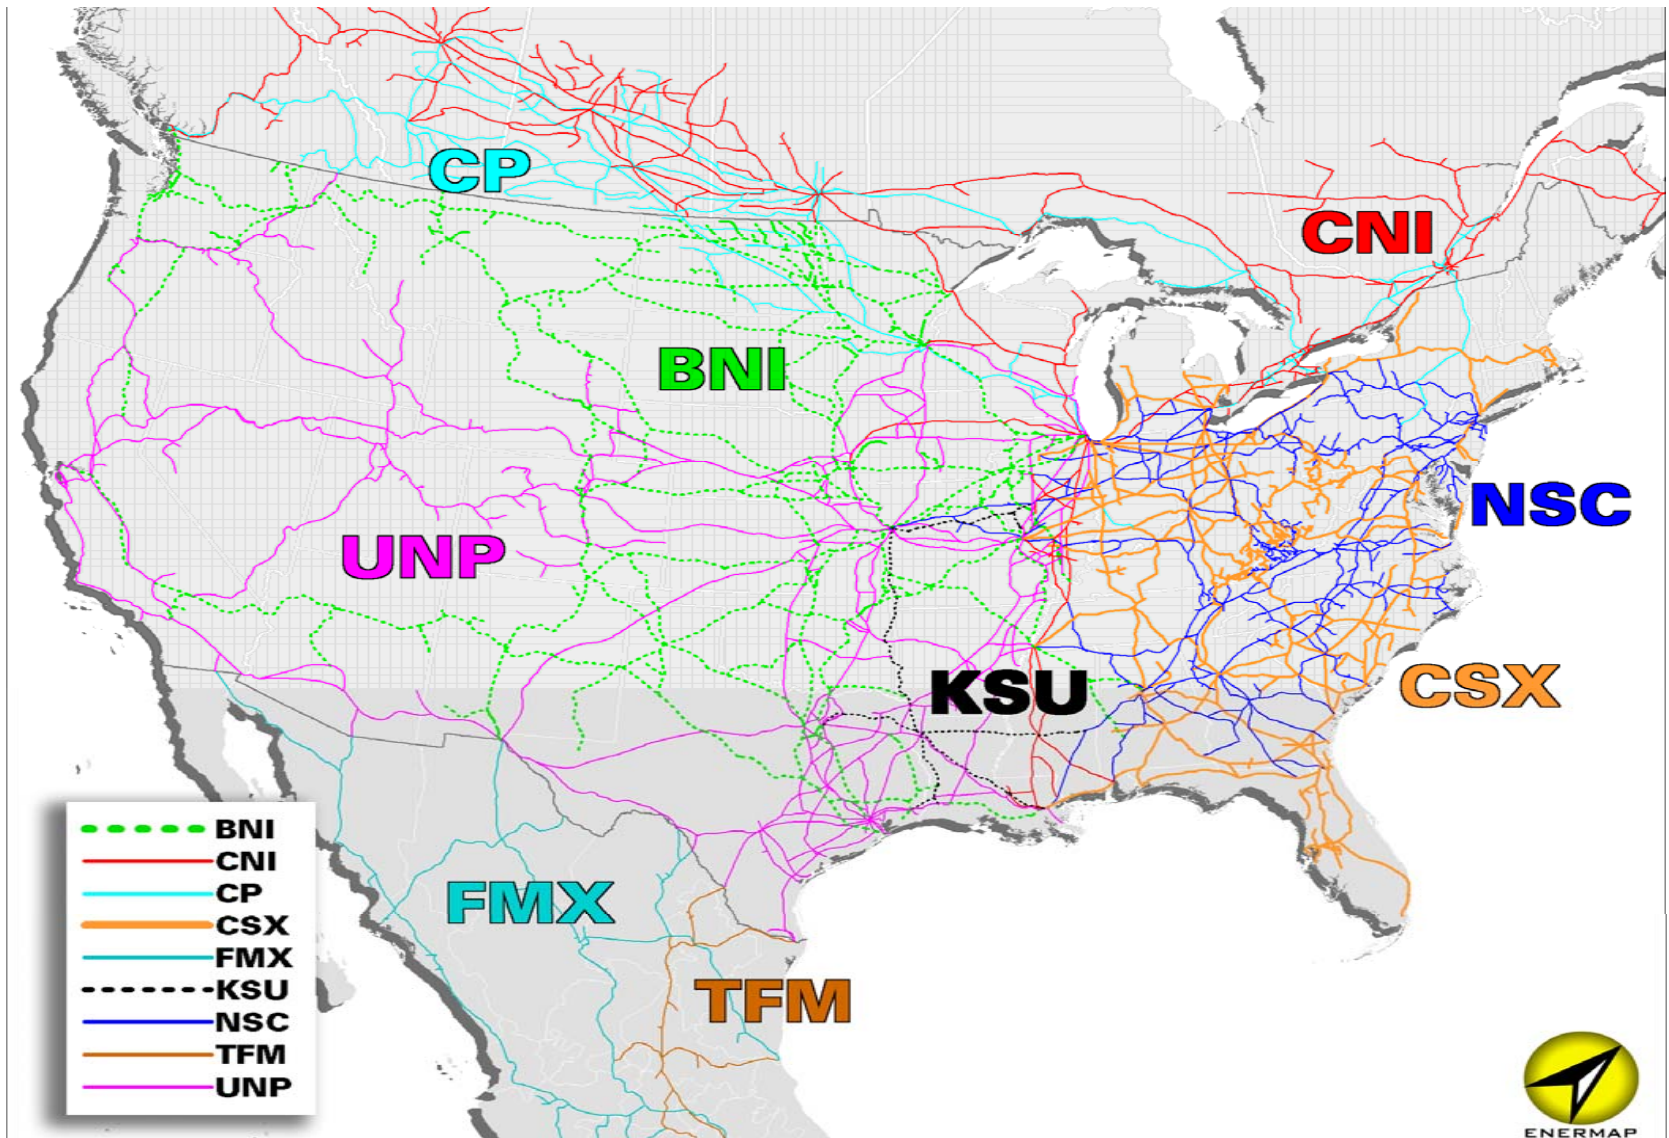 CP
CNI
BNI
NSC
UNP
KSU
CSX
FMX
TFM
BNI
CNI
CP
CSX
FMX
KSU
NSC
TFM
UNP
ENERMAP